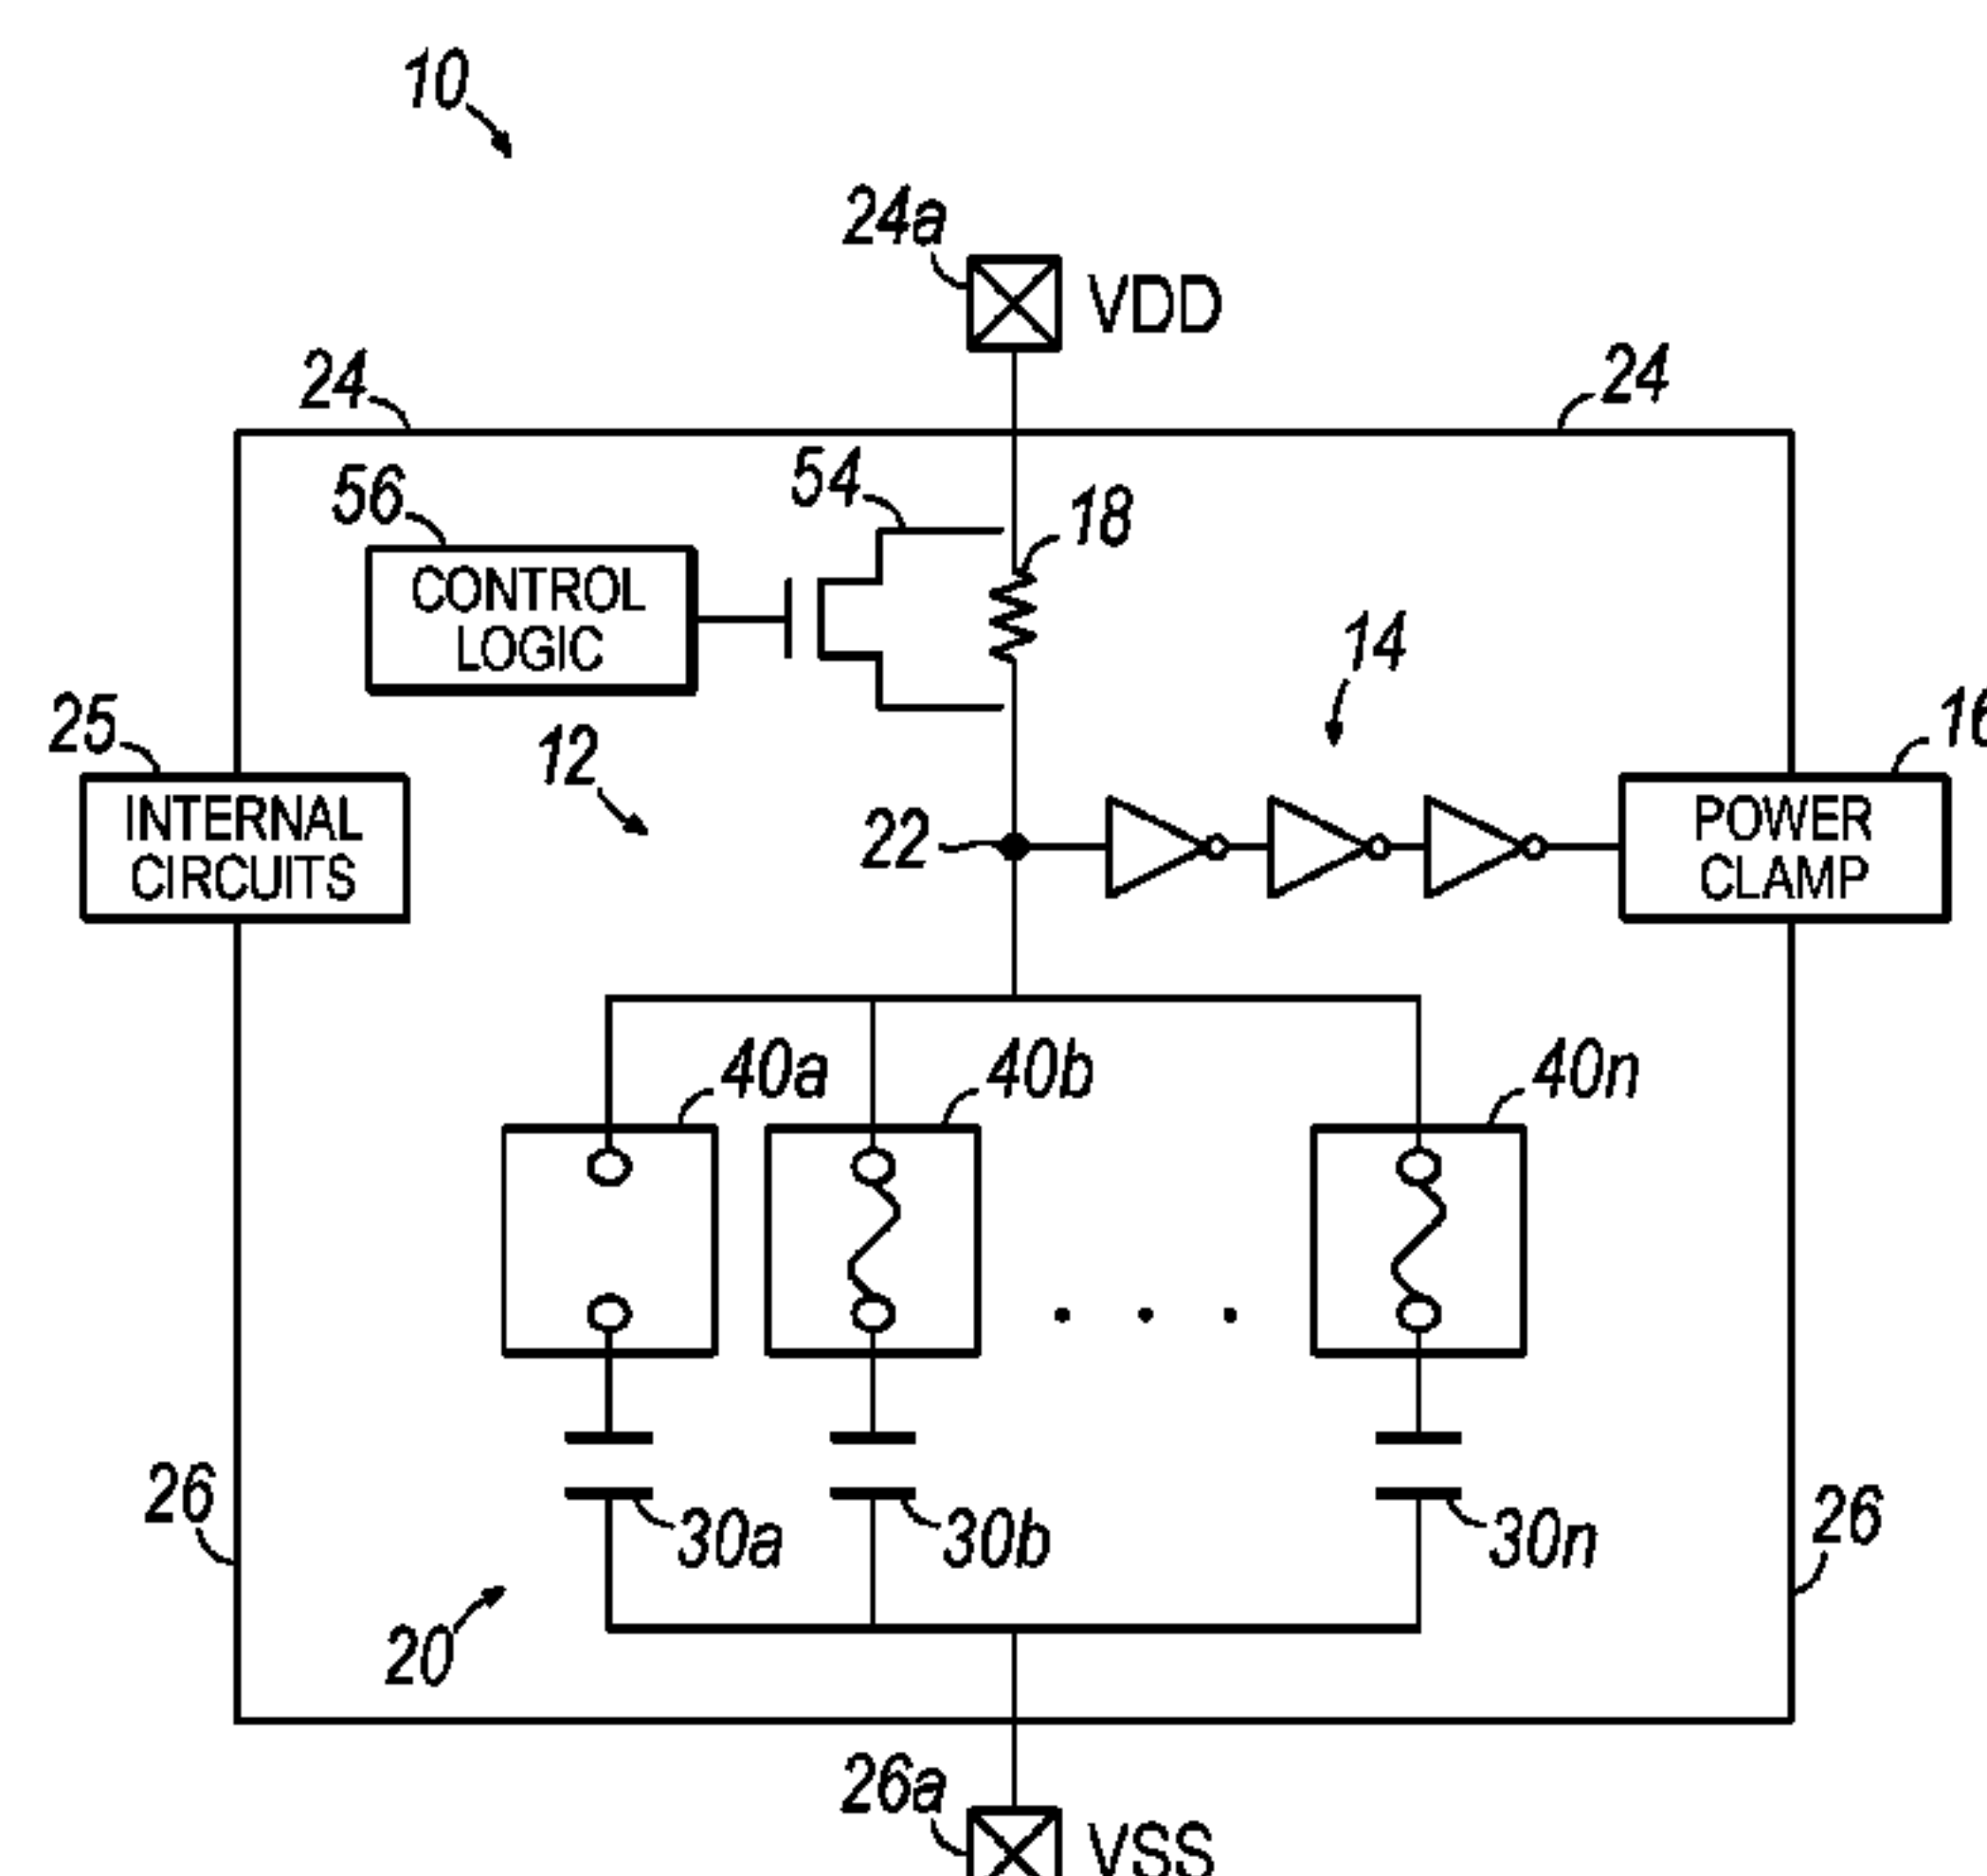 10
24a
VDD
24
24
54
56
18
CONTROL
LOGIC
14
25
12
16
INTERNAL
CIRCUITS
22
POWER
CLAMP
40a
40b
40n
. . .
26
30a
30b
30n
26
20
26a
VSS